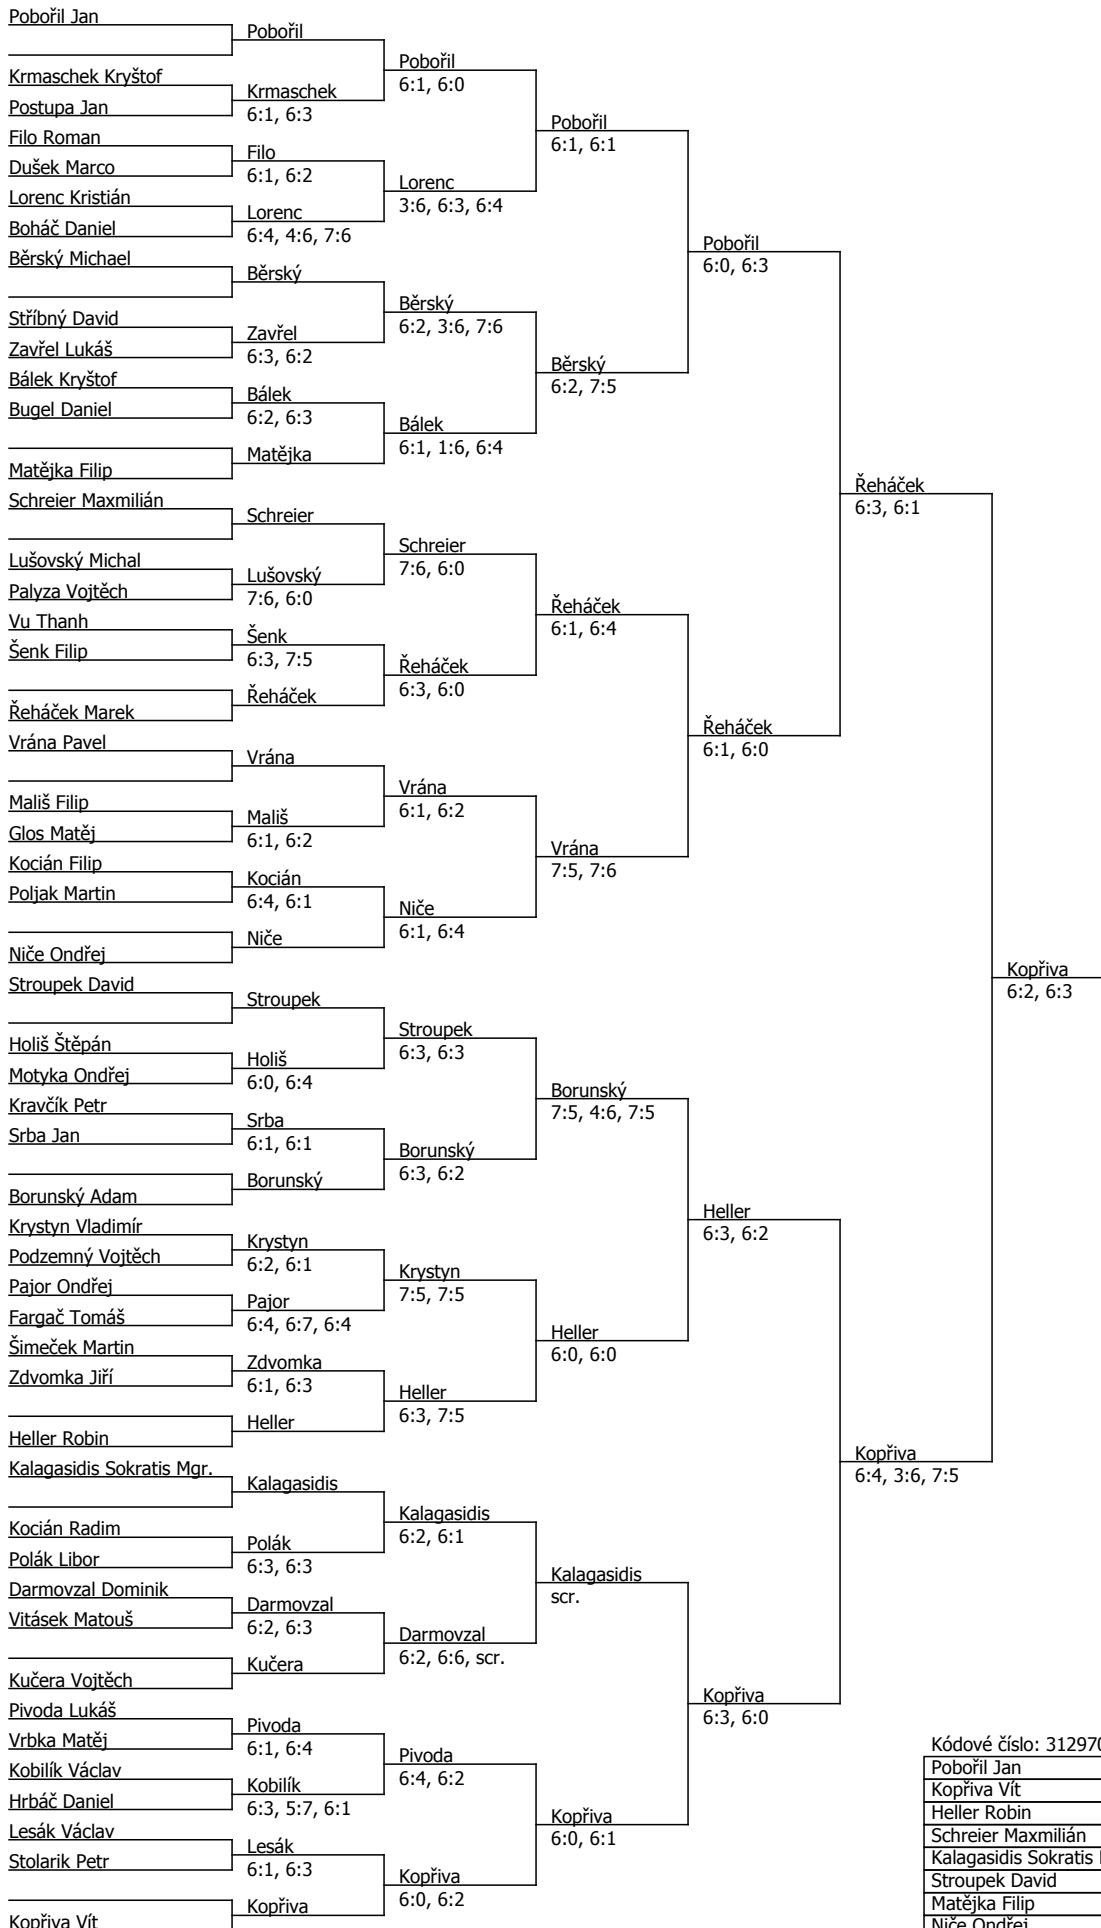 Pobořil Jan
Pobořil
Pobořil
6:1, 6:0
Krmaschek Kryštof
Krmaschek
6:1, 6:3
Postupa Jan
Pobořil
6:1, 6:1
Filo Roman
Filo
6:1, 6:2
Dušek Marco
Lorenc
3:6, 6:3, 6:4
Lorenc Kristián
Lorenc
6:4, 4:6, 7:6
Boháč Daniel
Pobořil
6:0, 6:3
Běrský Michael
Běrský
Běrský
6:2, 3:6, 7:6
Stříbný David
Zavřel
6:3, 6:2
Zavřel Lukáš
Běrský
6:2, 7:5
Bálek Kryštof
Bálek
6:2, 6:3
Bugel Daniel
Bálek
6:1, 1:6, 6:4
Matějka
Matějka Filip
Řeháček
6:3, 6:1
Schreier Maxmilián
Schreier
Schreier
7:6, 6:0
Lušovský Michal
Lušovský
7:6, 6:0
Palyza Vojtěch
Řeháček
6:1, 6:4
Vu Thanh
Šenk
6:3, 7:5
Šenk Filip
Řeháček
6:3, 6:0
Řeháček
Řeháček Marek
Řeháček
6:1, 6:0
Vrána Pavel
Vrána
Vrána
6:1, 6:2
Mališ Filip
Mališ
6:1, 6:2
Glos Matěj
Vrána
7:5, 7:6
Kocián Filip
Kocián
6:4, 6:1
Poljak Martin
Niče
6:1, 6:4
Niče
Niče Ondřej
Kopřiva
6:2, 6:3
Stroupek David
Stroupek
Stroupek
6:3, 6:3
Holiš Štěpán
Holiš
6:0, 6:4
Motyka Ondřej
Borunský
7:5, 4:6, 7:5
Kravčík Petr
Srba
6:1, 6:1
Srba Jan
Borunský
6:3, 6:2
Borunský
Borunský Adam
Heller
6:3, 6:2
Krystyn Vladimír
Krystyn
6:2, 6:1
Podzemný Vojtěch
Krystyn
7:5, 7:5
Pajor Ondřej
Pajor
6:4, 6:7, 6:4
Fargač Tomáš
Heller
6:0, 6:0
Šimeček Martin
Zdvomka
6:1, 6:3
Zdvomka Jiří
Heller
6:3, 7:5
Heller
Heller Robin
Kopřiva
6:4, 3:6, 7:5
Kalagasidis Sokratis Mgr.
Kalagasidis
Kalagasidis
6:2, 6:1
Kocián Radim
Polák
6:3, 6:3
Polák Libor
Kalagasidis
scr.
Darmovzal Dominik
Darmovzal
6:2, 6:3
Vitásek Matouš
Darmovzal
6:2, 6:6, scr.
Kučera
Kučera Vojtěch
Kopřiva
6:3, 6:0
Pivoda Lukáš
Pivoda
6:1, 6:4
Vrbka Matěj
Pivoda
6:4, 6:2
Kobilík Václav
Kobilík
6:3, 5:7, 6:1
Hrbáč Daniel
Kopřiva
6:0, 6:1
Lesák Václav
Lesák
6:1, 6:3
Stolarik Petr
Kopřiva
6:0, 6:2
Kopřiva
Kopřiva Vít
Kódové číslo: 312970
Pobořil Jan
Kopřiva Vít
Heller Robin
Schreier Maxmilián
Kalagasidis Sokratis
Stroupek David
Matějka Filip
Niče Ondřej